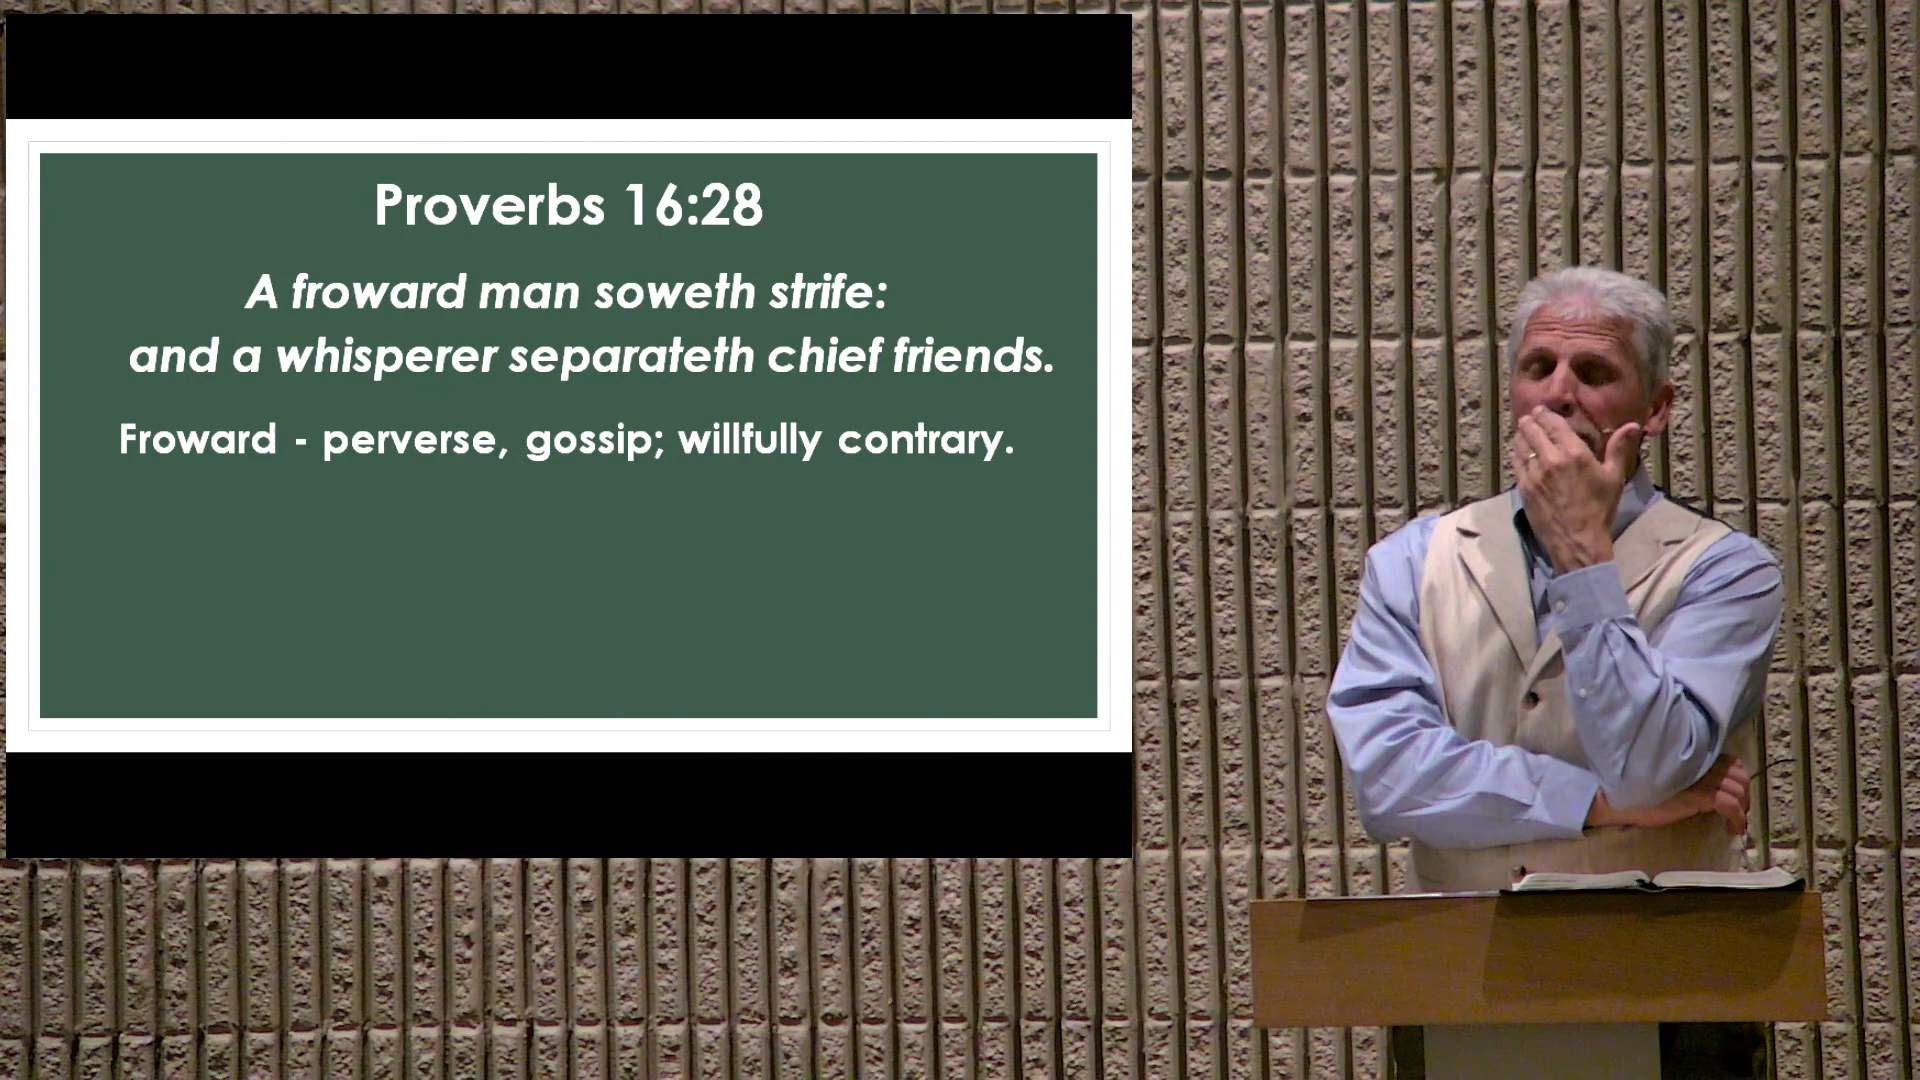 Proverbs 16:28
A froward man soweth strife:
and a whisperer separateth chief friends.
Froward - perverse, gossip; willfully contrary.